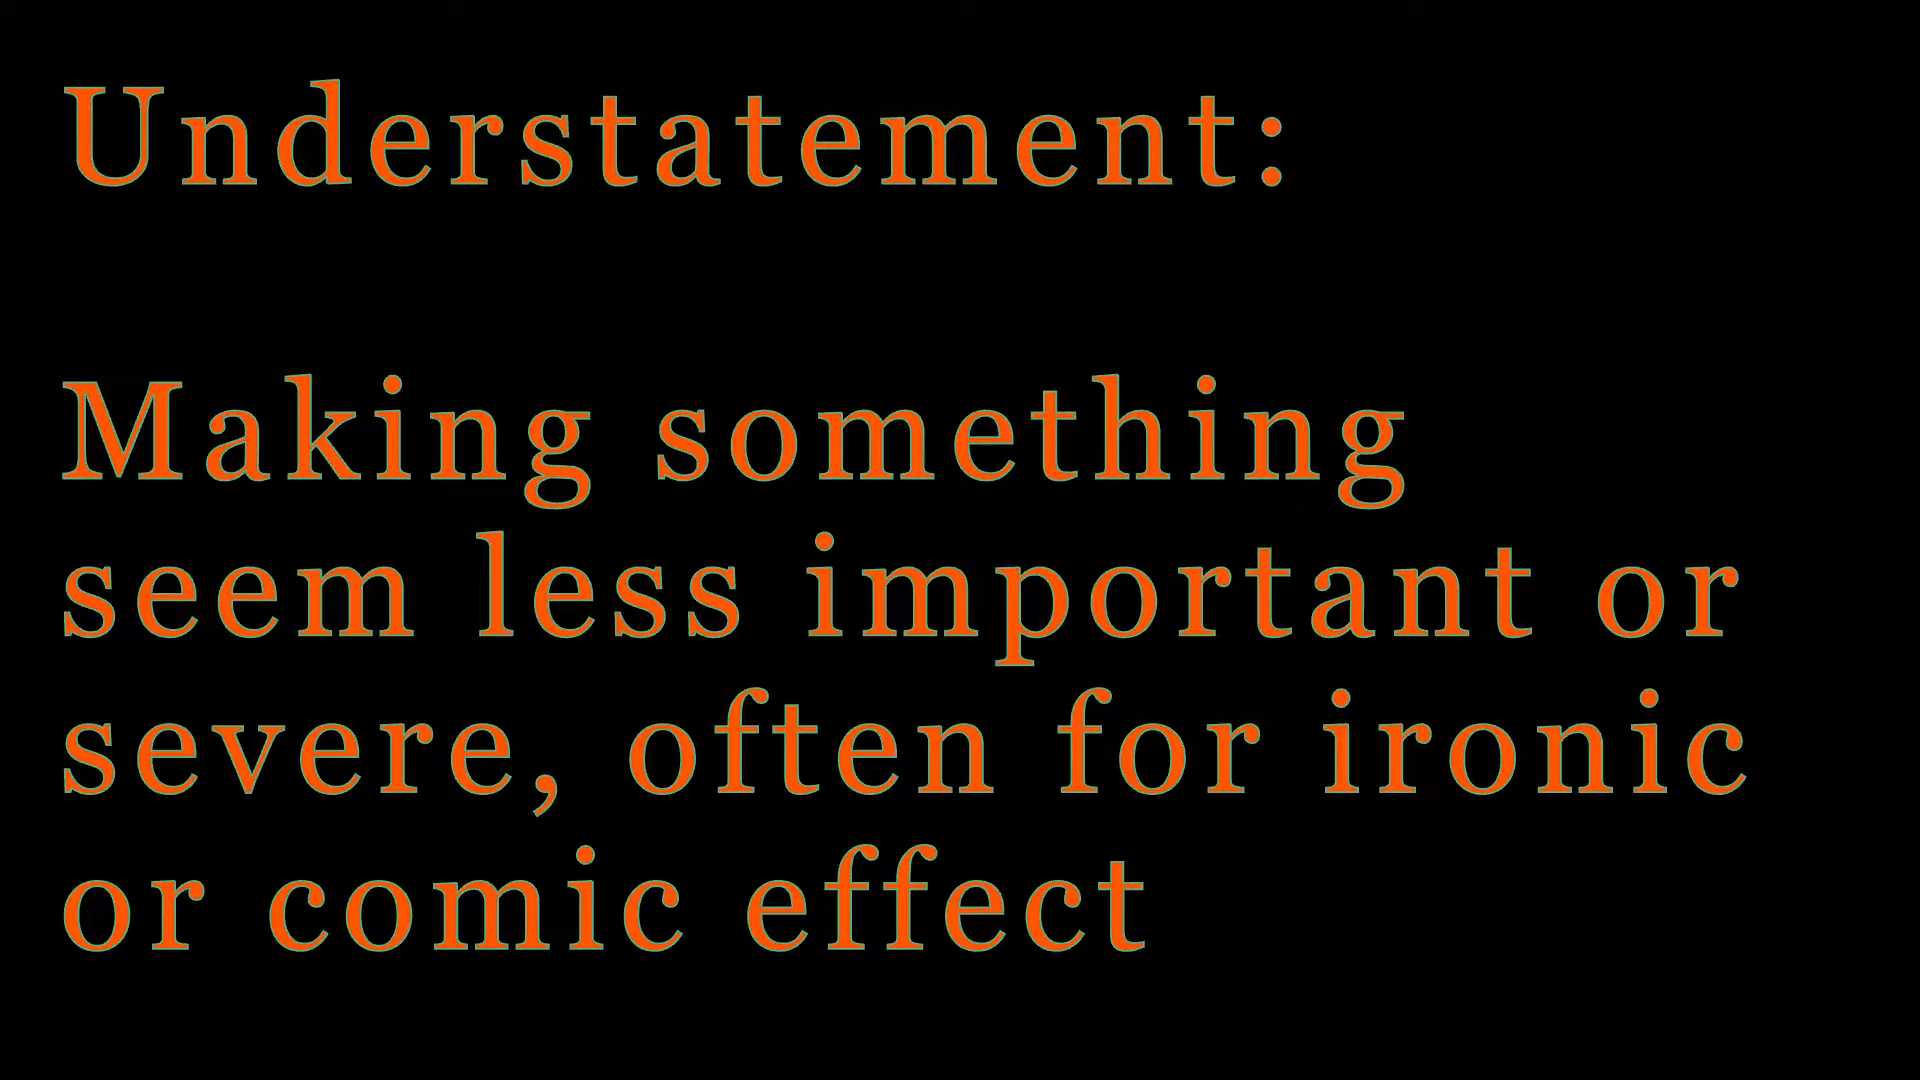 Understatement:
Making something
seem less important or
severe, often for ironic
or comic effect